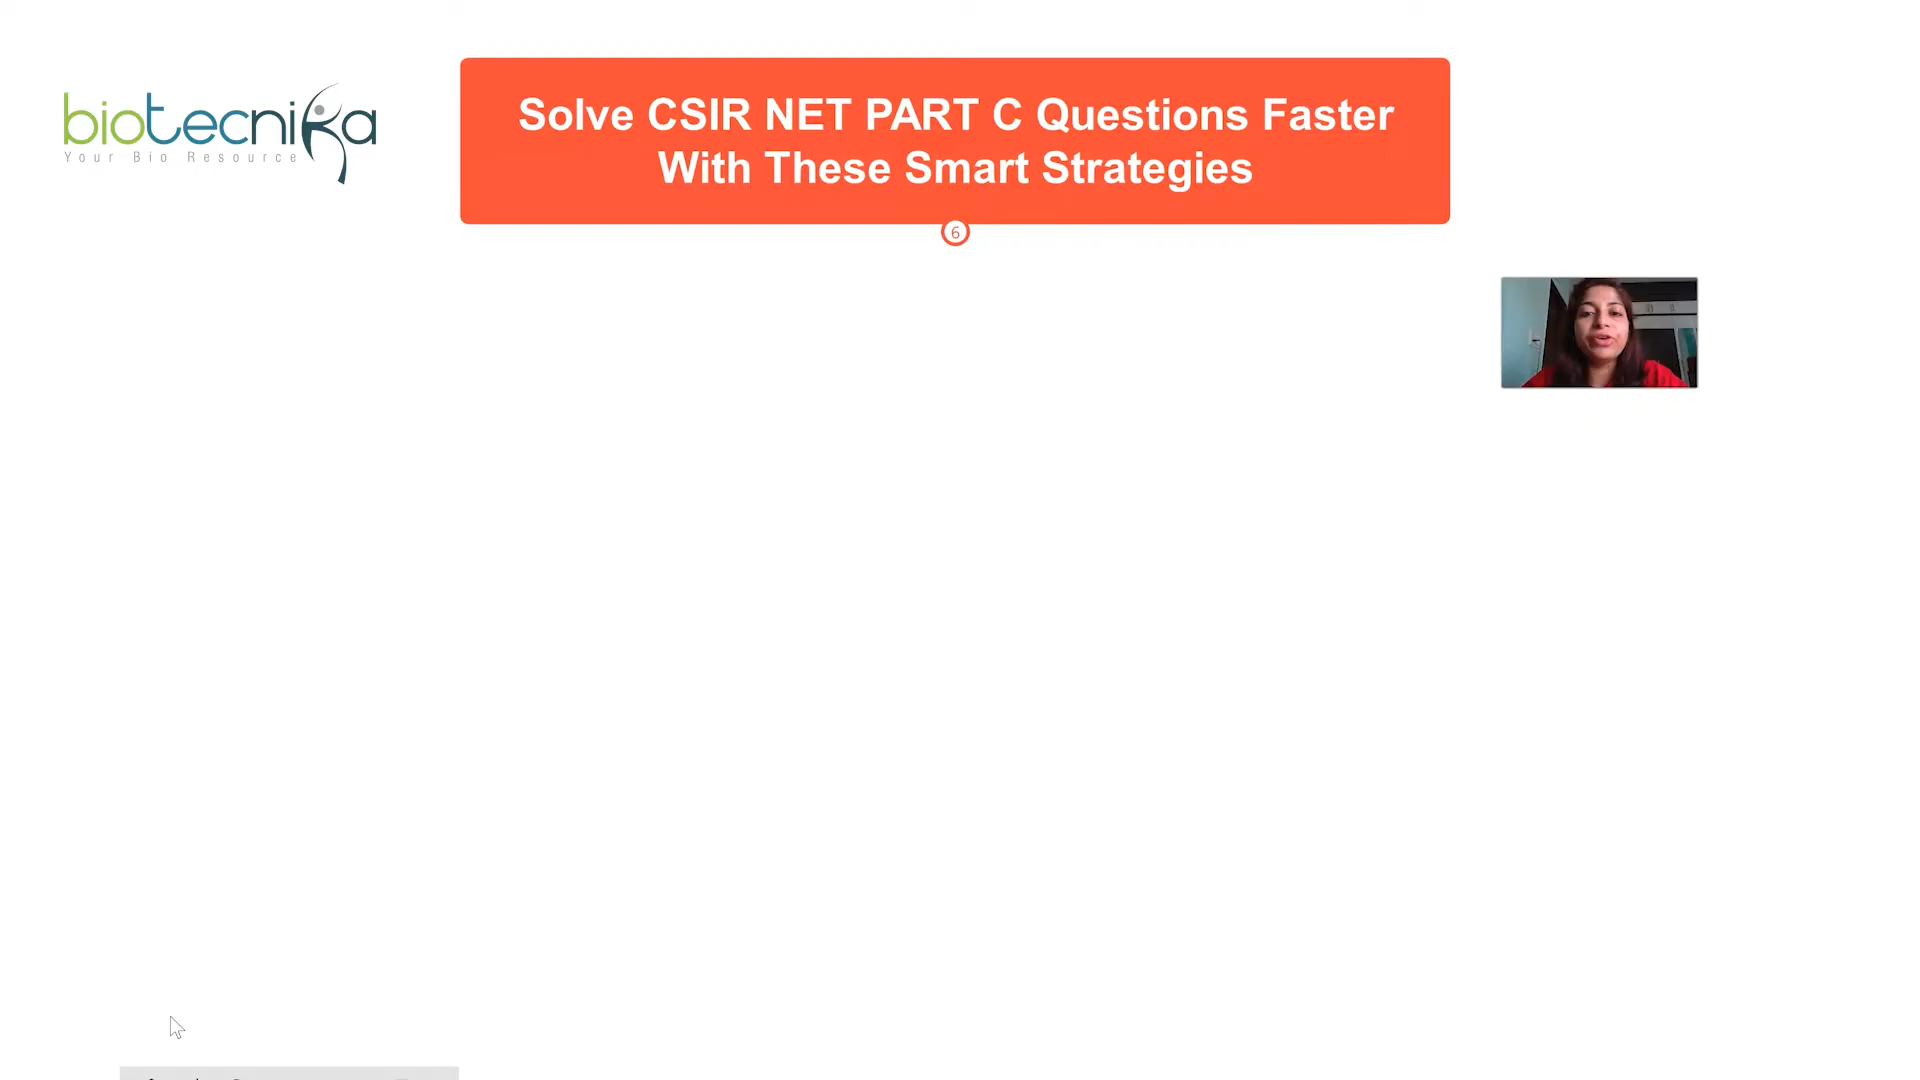 biotecnika
Your Bio Resource
Solve CSIR NET PART C Questions Faster
With These Smart Strategies
6